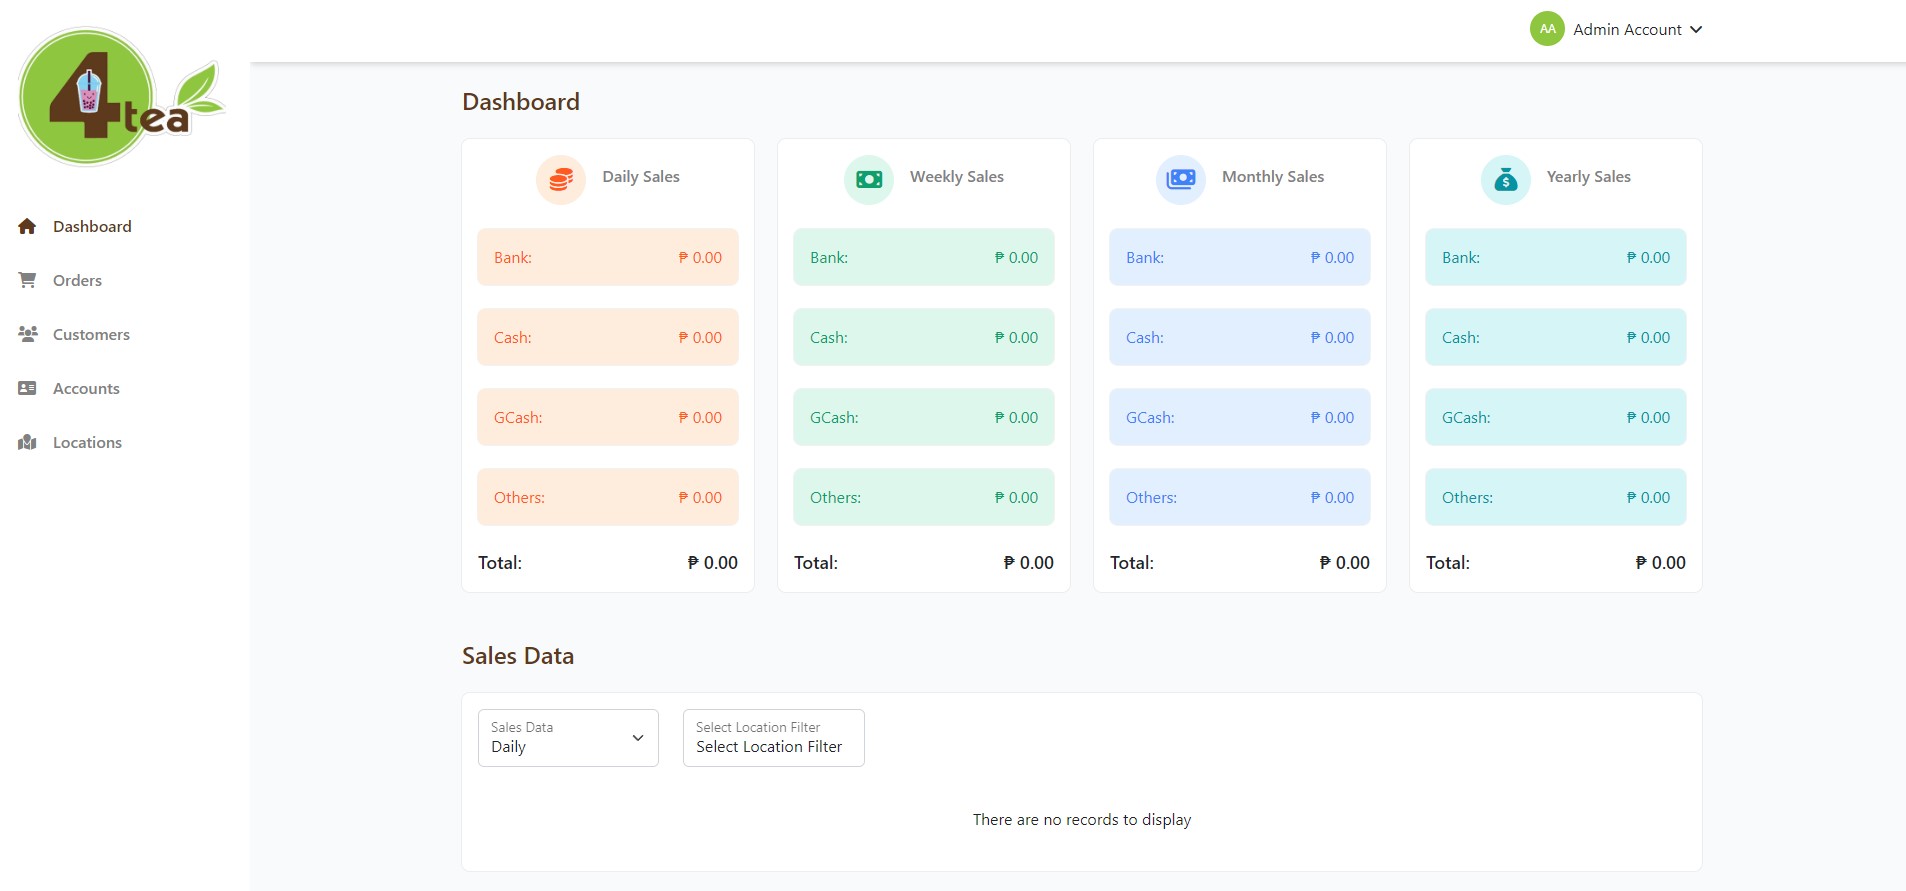 4tea
AA Admin Account
Dashboard
Orders
Customers
Accounts
Locations
Dashboard
Daily Sales
Bank: ₱ 0.00
Cash: ₱ 0.00
GCash: ₱ 0.00
Others: ₱ 0.00
Total: ₱ 0.00
Weekly Sales
Bank: ₱ 0.00
Cash: ₱ 0.00
GCash: ₱ 0.00
Others: ₱ 0.00
Total: ₱ 0.00
Monthly Sales
Bank: ₱ 0.00
Cash: ₱ 0.00
GCash: ₱ 0.00
Others: ₱ 0.00
Total: ₱ 0.00
Yearly Sales
Bank: ₱ 0.00
Cash: ₱ 0.00
GCash: ₱ 0.00
Others: ₱ 0.00
Total: ₱ 0.00
Sales Data
Sales Data
Daily
Select Location Filter
Select Location Filter
There are no records to display